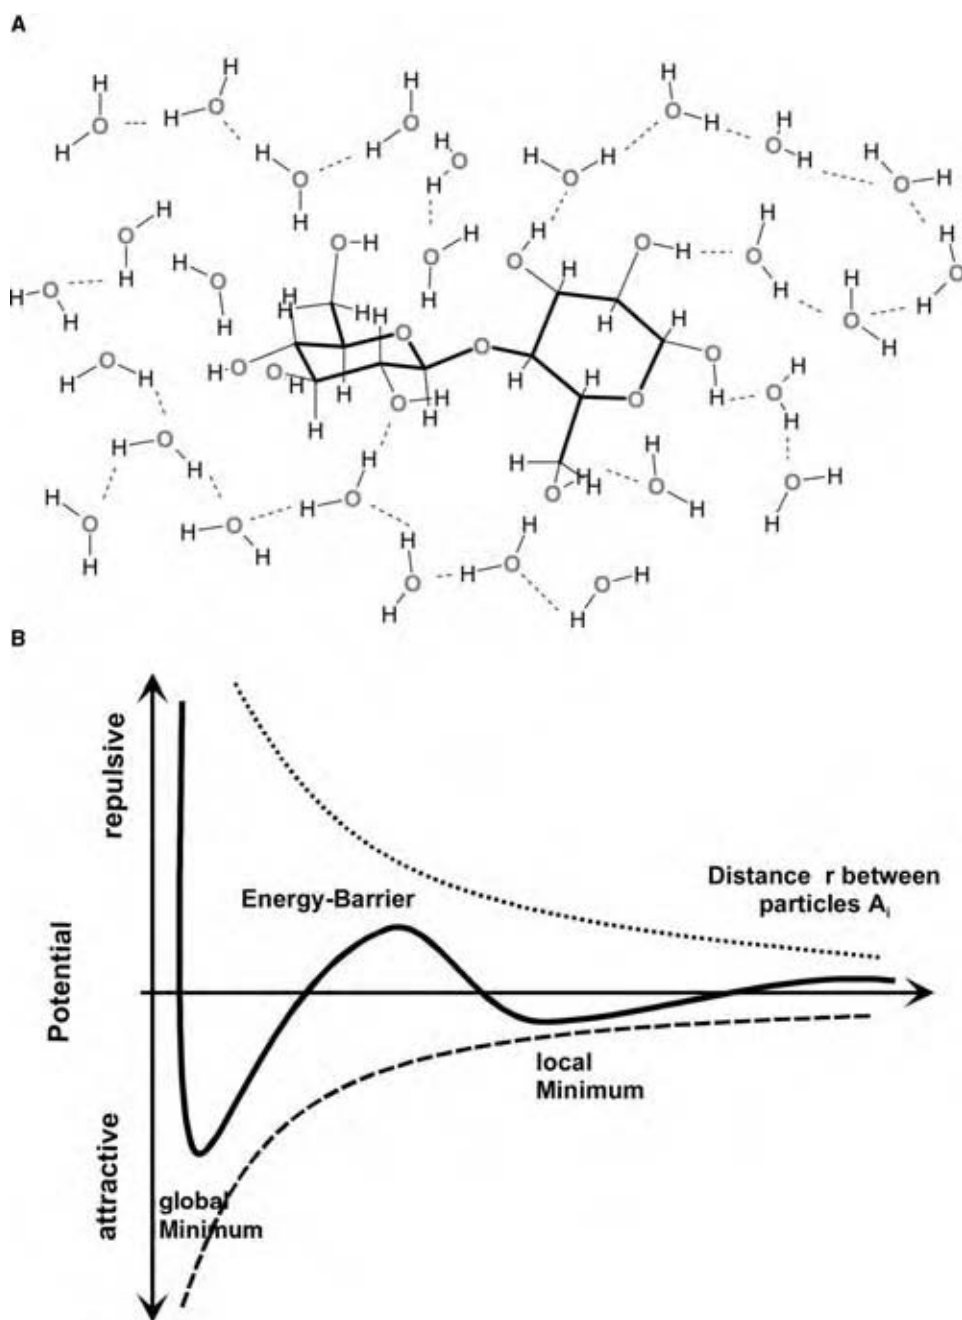 A
H H H H
O H O O O H H
H H H H O H H O H H
O H O O H
H H H
O O H H H O H
H O O H O
H O H O H H H H O
H H H H H O H
O O O H
O H
H H H O O H H H H
O H H O H O H
H O H H
H H H H H O O H
H O H O H
O H O H H
H H H O H H
O O
H H
B
repulsive
Energy-Barrier
Distance r between
particles Aᵢ
Potential
local
Minimum
attractive
global
Minimum